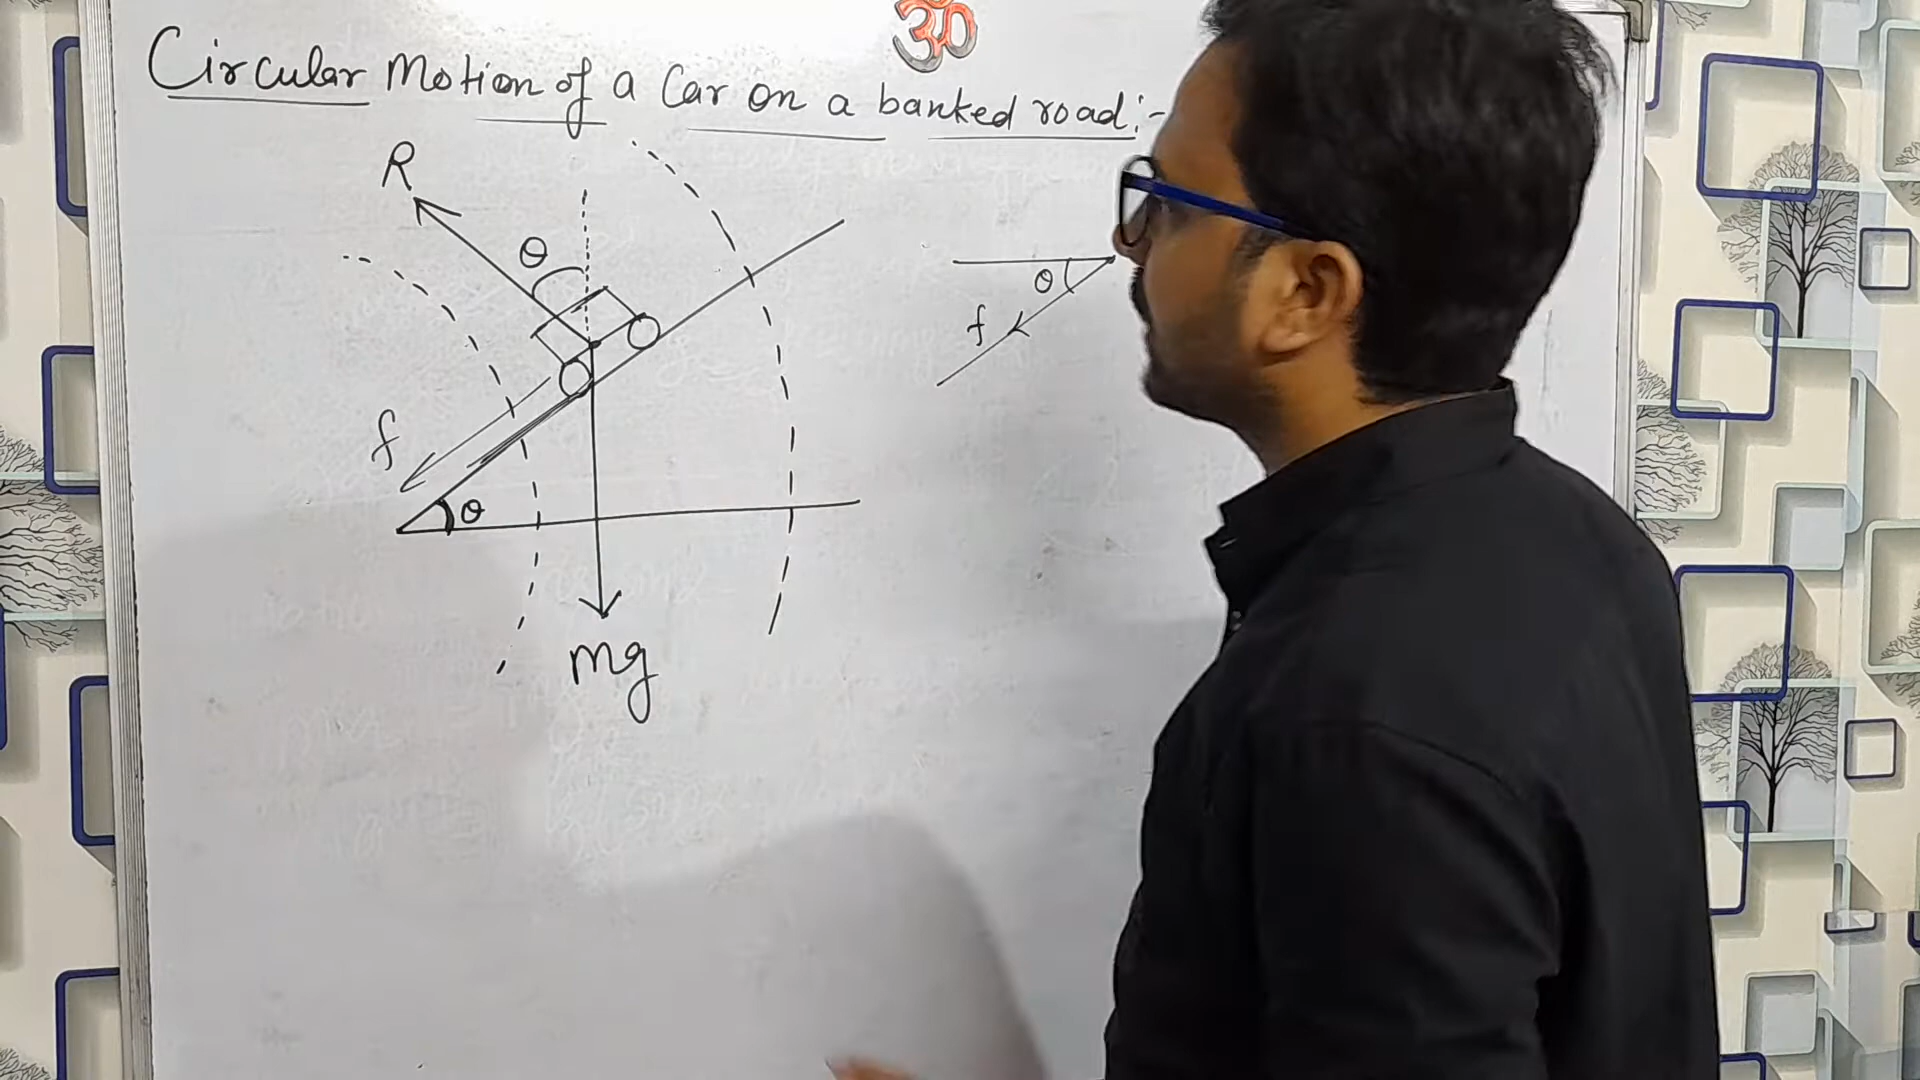 ॐ
Circular Motion of a Car on a banked road:-
R
θ
θ
f
f
θ
mg